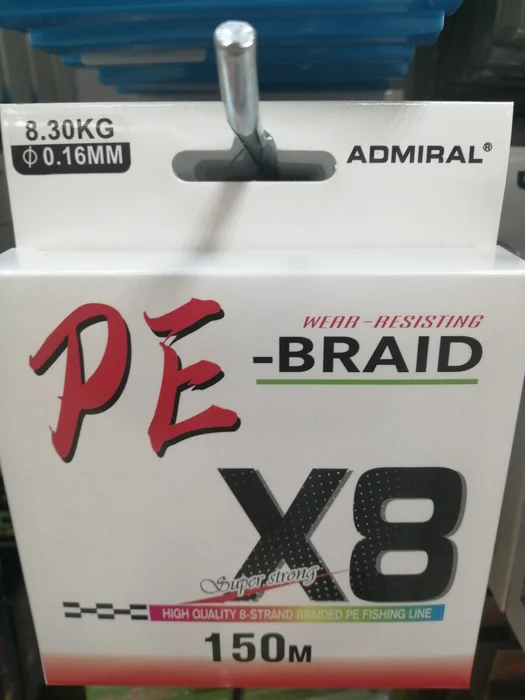 8.30KG
Φ 0.16MM
ADMIRAL®
WEAR-RESISTING
PE -BRAID
X8
Super strong
HIGH QUALITY 8-STRAND BRAIDED PE FISHING LINE
150M